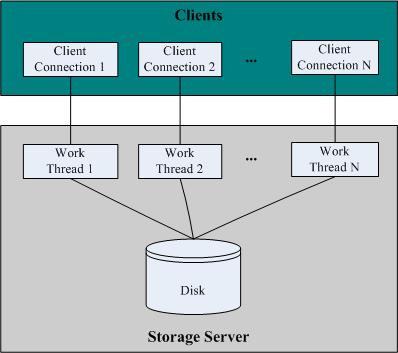 Clients
Client
Connection 1
Client
Connection 2
...
Client
Connection N
Work
Thread 1
Work
Thread 2
...
Work
Thread N
Disk
Storage Server